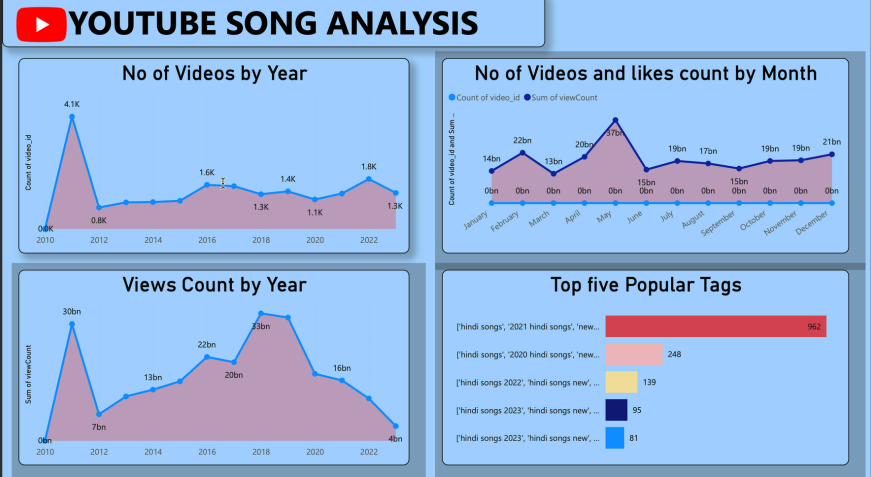 YOUTUBE SONG ANALYSIS
No of Videos by Year
Count of video_id
4.1K
1.6K
1.4K
1.8K
0.8K
1.3K
1.1K
1.3K
0.0K
2010 2012 2014 2016 2018 2020 2022
No of Videos and likes count by Month
Count of video_id Sum of viewCount
Count of video_id and Sum ...
14bn 22bn 13bn 20bn 37bn 15bn 19bn 17bn 15bn 19bn 19bn 21bn
0bn 0bn 0bn 0bn 0bn 0bn 0bn 0bn 0bn 0bn 0bn 0bn
January February March April May June July August September October November December
Views Count by Year
Sum of viewCount
30bn
33bn
22bn
20bn
13bn
16bn
7bn
0bn
4bn
2010 2012 2014 2016 2018 2020 2022
Top five Popular Tags
['hindi songs', '2021 hindi songs', 'new... 962
['hindi songs', '2020 hindi songs', 'new... 248
['hindi songs 2022', 'hindi songs new', ... 139
['hindi songs 2023', 'hindi songs new', ... 95
['hindi songs 2023', 'hindi songs new', ... 81